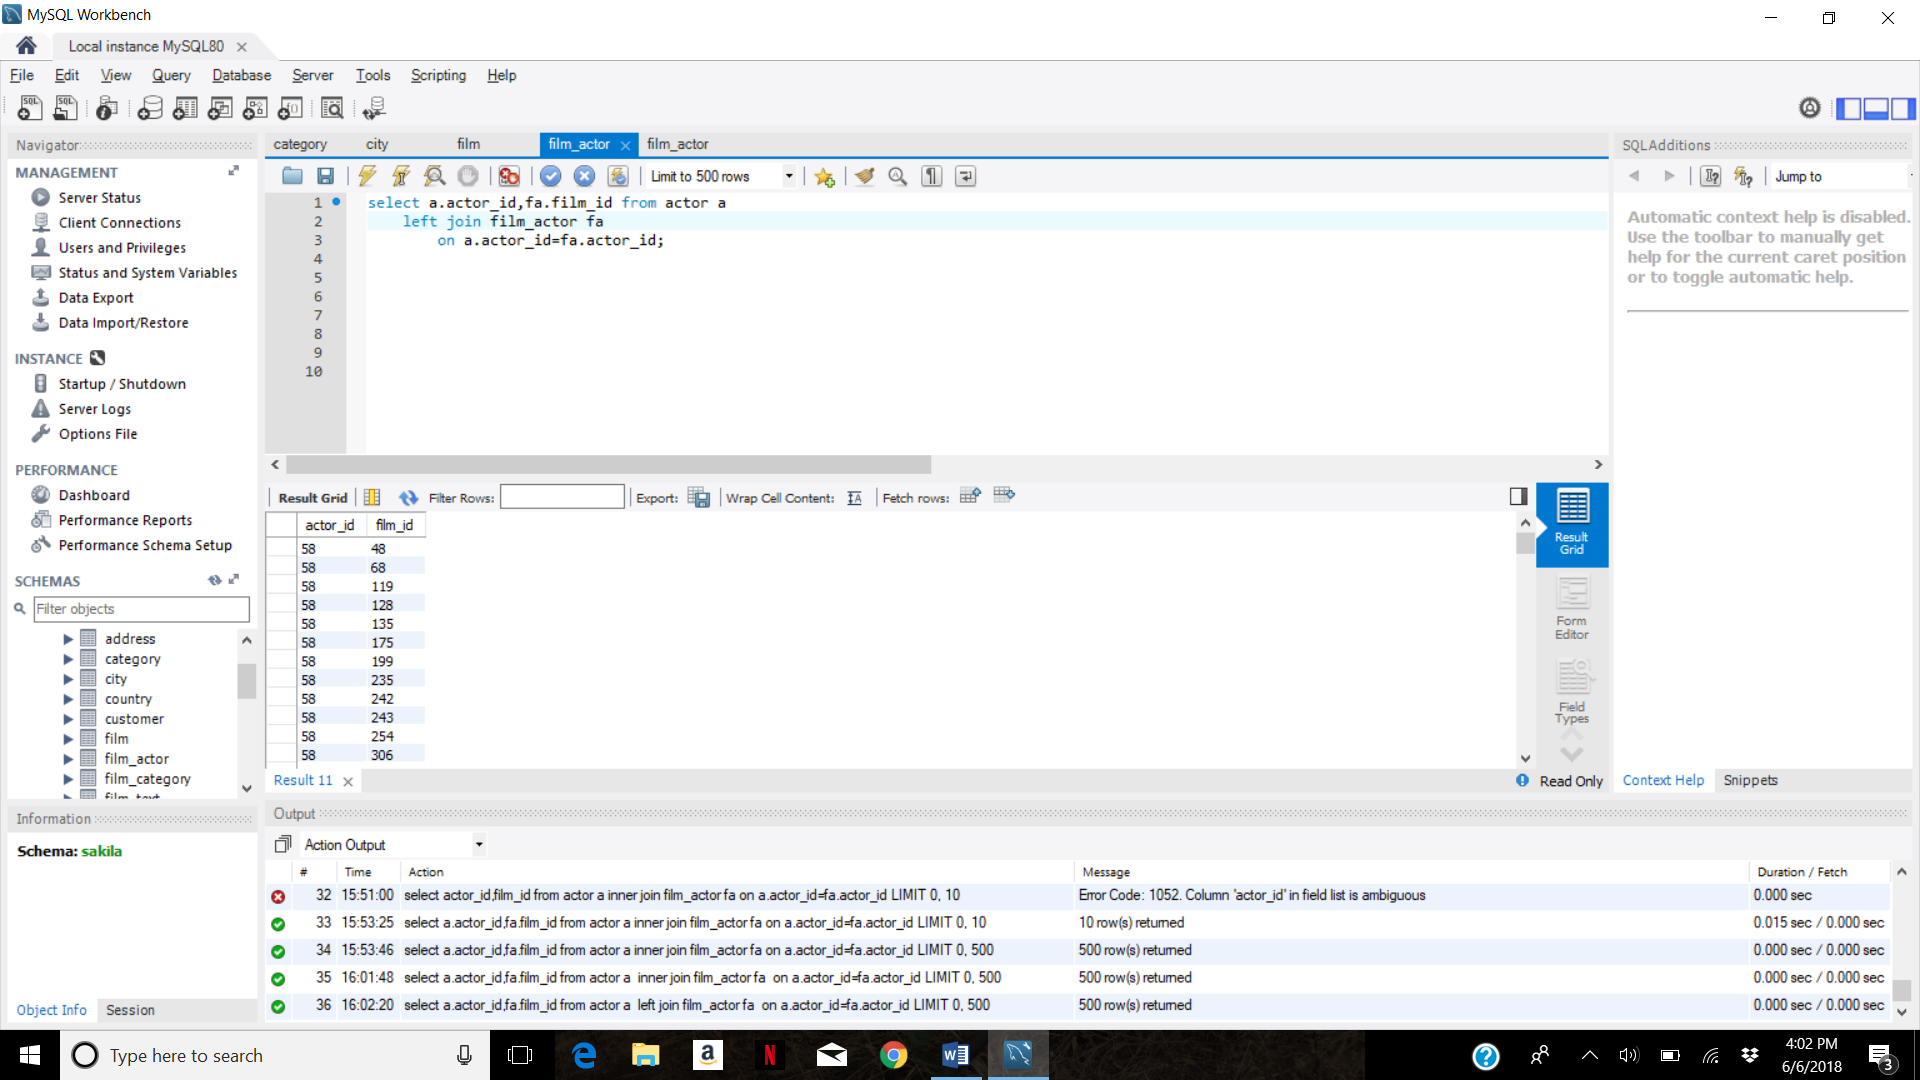 MySQL Workbench
Local instance MySQL80
File Edit View Query Database Server Tools Scripting Help
Navigator
MANAGEMENT
Server Status
Client Connections
Users and Privileges
Status and System Variables
Data Export
Data Import/Restore
INSTANCE
Startup / Shutdown
Server Logs
Options File
PERFORMANCE
Dashboard
Performance Reports
Performance Schema Setup
SCHEMAS
Filter objects
address
category
city
country
customer
film
film_actor
film_category
film_text
Information
Schema: sakila
Object Info Session
category city film film_actor film_actor
Limit to 500 rows
1 select a.actor_id,fa.film_id from actor a
2 left join film_actor fa
3 on a.actor_id=fa.actor_id;
4
5
6
7
8
9
10
Result Grid Filter Rows: Export: Wrap Cell Content: Fetch rows:
actor_id film_id
58 48
58 68
58 119
58 128
58 135
58 175
58 199
58 235
58 242
58 243
58 254
58 306
Result Grid
Form Editor
Field Types
Result 11
Read Only
SQLAdditions
Jump to
Automatic context help is disabled.
Use the toolbar to manually get
help for the current caret position
or to toggle automatic help.
Context Help Snippets
Output
Action Output
# Time Action Message Duration / Fetch
32 15:51:00 select actor_id,film_id from actor a inner join film_actor fa on a.actor_id=fa.actor_id LIMIT 0, 10 Error Code: 1052. Column 'actor_id' in field list is ambiguous 0.000 sec
33 15:53:25 select a.actor_id,fa.film_id from actor a inner join film_actor fa on a.actor_id=fa.actor_id LIMIT 0, 10 10 row(s) returned 0.015 sec / 0.000 sec
34 15:53:46 select a.actor_id,fa.film_id from actor a inner join film_actor fa on a.actor_id=fa.actor_id LIMIT 0, 500 500 row(s) returned 0.000 sec / 0.000 sec
35 16:01:48 select a.actor_id,fa.film_id from actor a inner join film_actor fa on a.actor_id=fa.actor_id LIMIT 0, 500 500 row(s) returned 0.000 sec / 0.000 sec
36 16:02:20 select a.actor_id,fa.film_id from actor a left join film_actor fa on a.actor_id=fa.actor_id LIMIT 0, 500 500 row(s) returned 0.000 sec / 0.000 sec
Type here to search
4:02 PM
6/6/2018
3